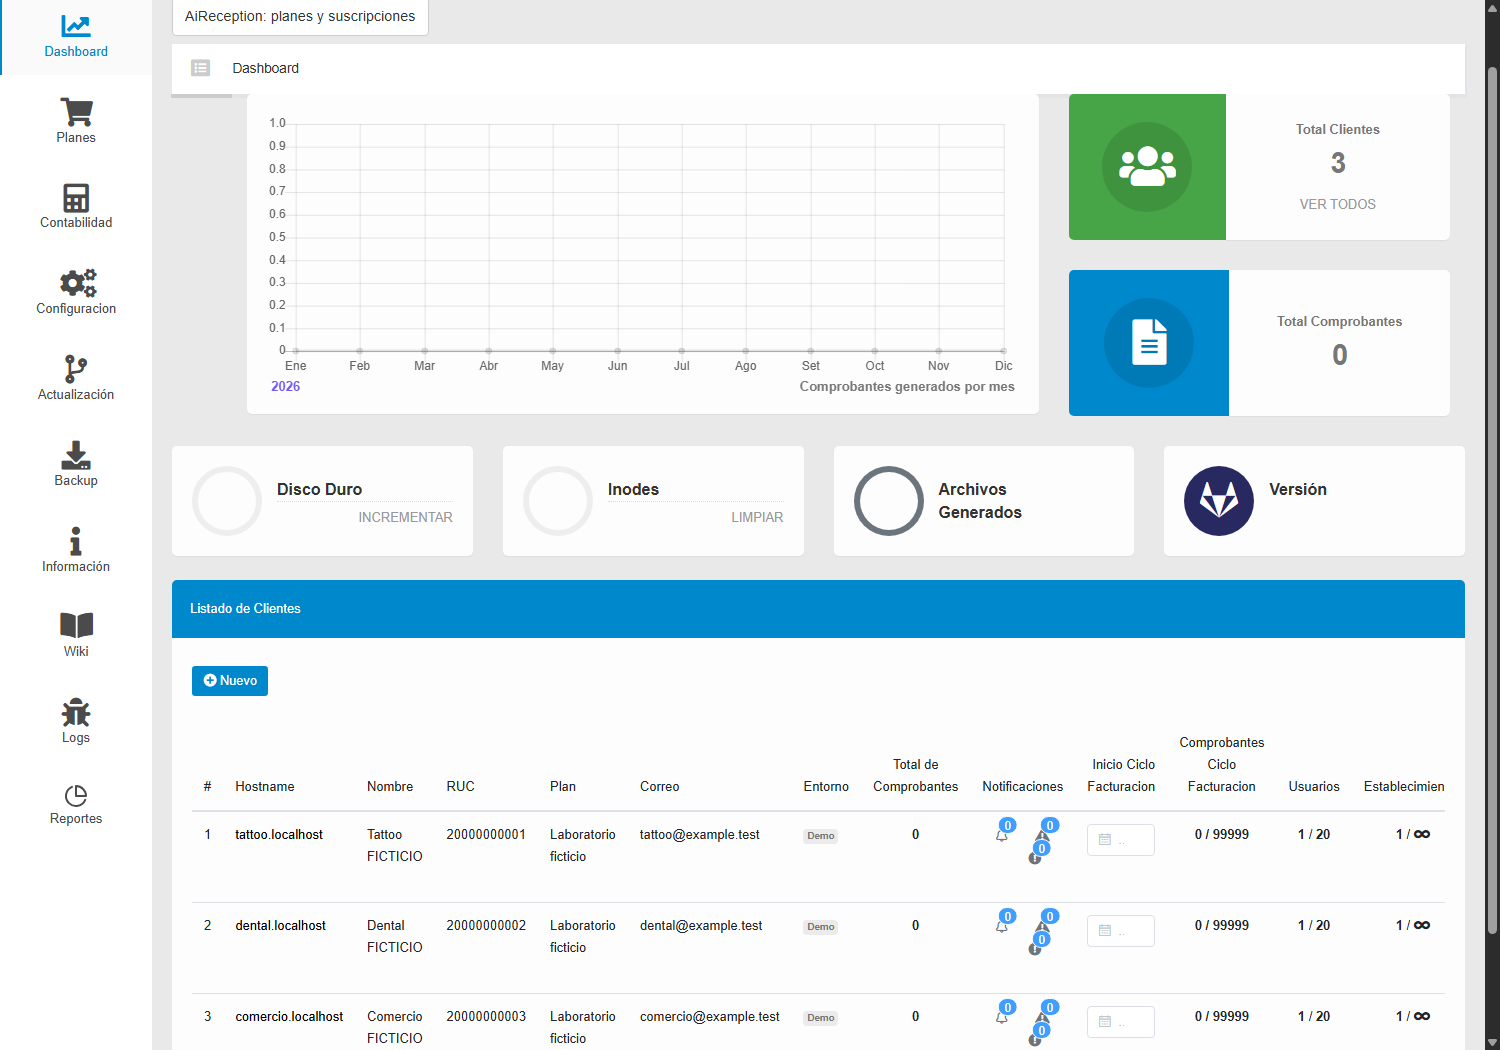 AiReception: planes y suscripciones
Dashboard
Dashboard
Planes
Contabilidad
Configuracion
Actualización
Backup
Información
Wiki
Logs
Reportes
1.0
0.9
0.8
0.7
0.6
0.5
0.4
0.3
0.2
0.1
0
Ene Feb Mar Abr May Jun Jul Ago Set Oct Nov Dic
2026 Comprobantes generados por mes
Total Clientes
3
VER TODOS
Total Comprobantes
0
Disco Duro
INCREMENTAR
Inodes
LIMPIAR
Archivos
Generados
Versión
Listado de Clientes
Nuevo
# Hostname Nombre RUC Plan Correo Entorno Total de Comprobantes Notificaciones Inicio Ciclo Facturacion Comprobantes Ciclo Facturacion Usuarios Establecimien
1 tattoo.localhost Tattoo FICTICIO 20000000001 Laboratorio ficticio tattoo@example.test Demo 0 0 0 0 .. 0 / 99999 1 / 20 1 / ∞
2 dental.localhost Dental FICTICIO 20000000002 Laboratorio ficticio dental@example.test Demo 0 0 0 0 .. 0 / 99999 1 / 20 1 / ∞
3 comercio.localhost Comercio FICTICIO 20000000003 Laboratorio ficticio comercio@example.test Demo 0 0 0 0 .. 0 / 99999 1 / 20 1 / ∞